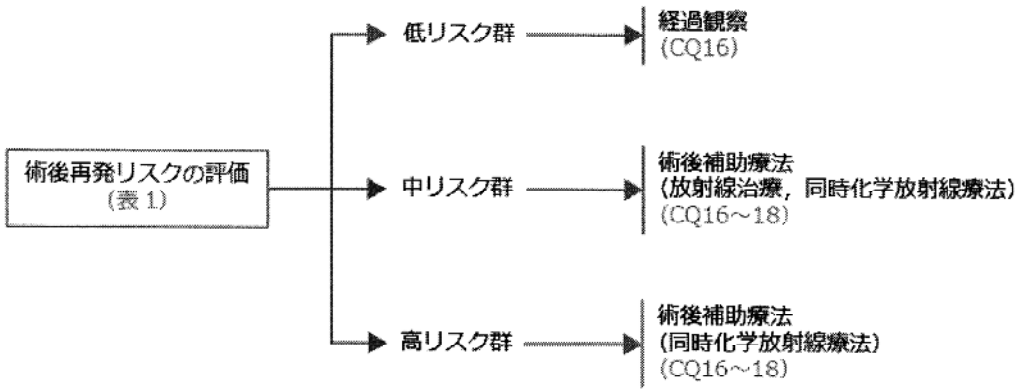 術後再発リスクの評価
(表1)
低リスク群
経過観察
(CQ16)
中リスク群
術後補助療法
(放射線治療，同時化学放射線療法)
(CQ16～18)
高リスク群
術後補助療法
(同時化学放射線療法)
(CQ16～18)